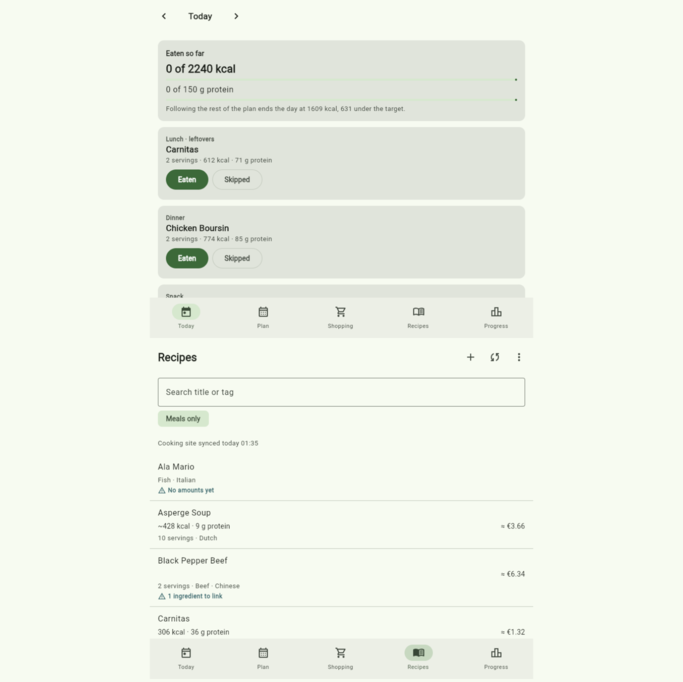 Today
Eaten so far
0 of 2240 kcal
0 of 150 g protein
Following the rest of the plan ends the day at 1609 kcal, 631 under the target.
Lunch · leftovers
Carnitas
2 servings · 612 kcal · 71 g protein
Eaten Skipped
Dinner
Chicken Boursin
2 servings · 774 kcal · 85 g protein
Eaten Skipped
Snack
Today Plan Shopping Recipes Progress
Recipes
Search title or tag
Meals only
Cooking site synced today 01:35
Ala Mario
Fish · Italian
No amounts yet
Asperge Soup
~428 kcal · 9 g protein ≈ €3.66
10 servings · Dutch
Black Pepper Beef
≈ €6.34
2 servings · Beef · Chinese
1 ingredient to link
Carnitas
306 kcal · 36 g protein ≈ €1.32
Today Plan Shopping Recipes Progress